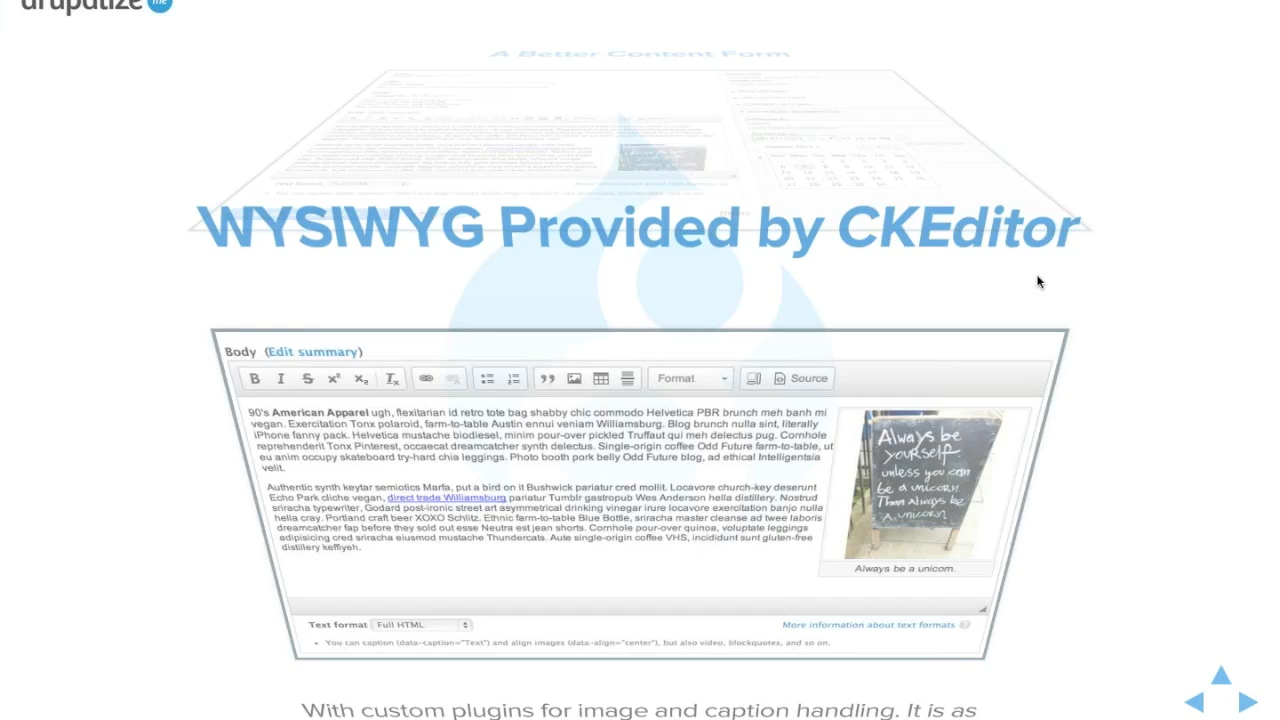 drupalize me
A Better Content Form
WYSIWYG Provided by CKEditor
Body (Edit summary)
B I S x² x₂ Tx
Format
Source
90's American Apparel ugh, flexitarian id retro tote bag shabby chic commodo Helvetica PBR brunch meh banh mi
vegan. Exercitation Tonx polaroid, farm-to-table Austin ennui veniam Williamsburg. Blog brunch nulla sint, literally
iPhone fanny pack. Helvetica mustache biodiesel, minim pour-over pickled Truffaut qui meh delectus pug. Cornhole
reprehenderit Tonx Pinterest, occaecat dreamcatcher synth delectus. Single-origin coffee Odd Future farm-to-table, ut
eu anim occupy skateboard try-hard chia leggings. Photo booth pork belly Odd Future blog, ad ethical Intelligentsia
velit.
Authentic synth keytar semiotics Marfa, put a bird on it Bushwick pariatur cred mollit. Locavore church-key deserunt
Echo Park cliche vegan, direct trade Williamsburg pariatur Tumblr gastropub Wes Anderson hella distillery. Nostrud
sriracha typewriter, Godard post-ironic street art asymmetrical drinking vinegar irure locavore exercitation banjo nulla
hella cray. Portland craft beer XOXO Schlitz. Ethnic farm-to-table Blue Bottle, sriracha master cleanse ad twee laboris
dreamcatcher fap before they sold out esse Neutra est jean shorts. Cornhole pour-over quinoa, voluptate leggings
adipisicing cred sriracha eiusmod mustache Thundercats. Aute single-origin coffee VHS, incididunt sunt gluten-free
distillery keffiyeh.
Always be
yourself
unless you can
be a unicorn
Then Always be
A unicorn.
Always be a unicorn.
Text format Full HTML
More information about text formats ?
• You can caption (data-caption="Text") and align images (data-align="center"), but also video, blockquotes, and so on.
With custom plugins for image and caption handling. It is as